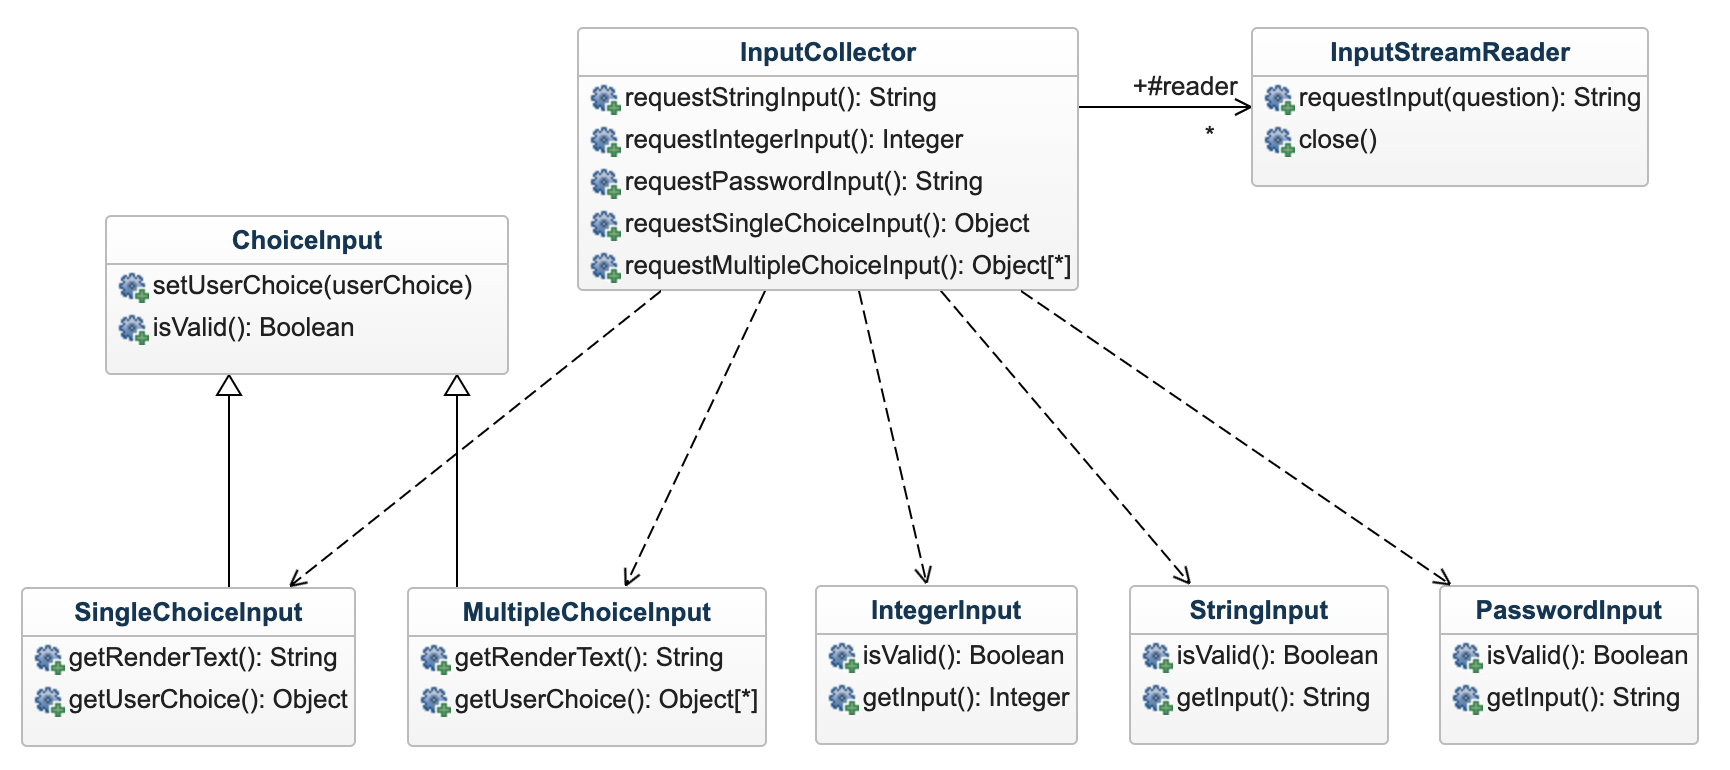 InputCollector
requestStringInput(): String
requestIntegerInput(): Integer
requestPasswordInput(): String
requestSingleChoiceInput(): Object
requestMultipleChoiceInput(): Object[*]
+#reader
*
InputStreamReader
requestInput(question): String
close()
ChoiceInput
setUserChoice(userChoice)
isValid(): Boolean
SingleChoiceInput
getRenderText(): String
getUserChoice(): Object
MultipleChoiceInput
getRenderText(): String
getUserChoice(): Object[*]
IntegerInput
isValid(): Boolean
getInput(): Integer
StringInput
isValid(): Boolean
getInput(): String
PasswordInput
isValid(): Boolean
getInput(): String